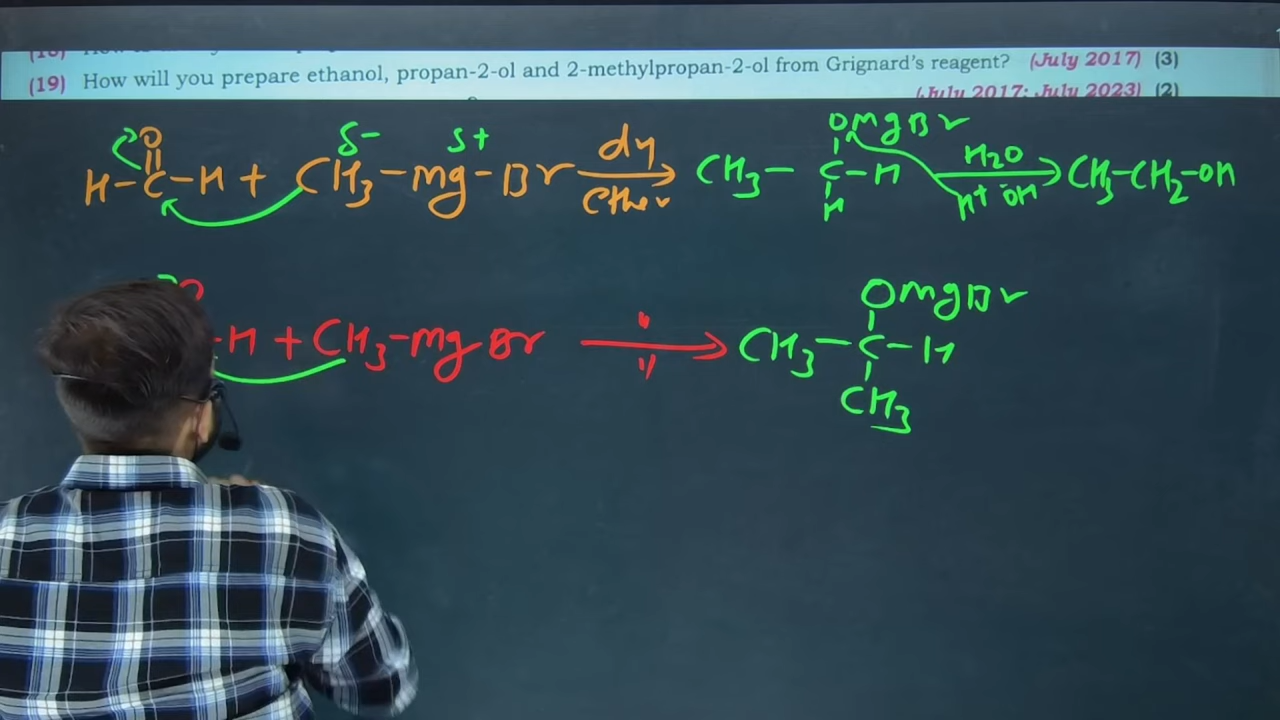 (19) How will you prepare ethanol, propan-2-ol and 2-methylpropan-2-ol from Grignard's reagent? (July 2017) (3)
(July 2017; July 2023) (2)
O δ- δ+ OMgBr
H-C-H + CH3-Mg-Br dry ether CH3-C-H H2O H+ OH CH3-CH2-OH
H
O OMgBr
-H + CH3-Mg Br " " CH3-C-H
CH3